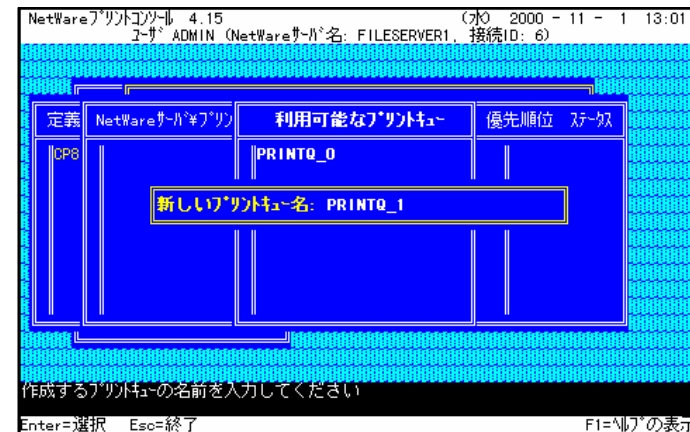 NetWareﾌﾟﾘﾝﾄｺﾝｿｰﾙ 4.15 (水) 2000 - 11 - 1 13:01
ﾕｰｻﾞ ADMIN (NetWareｻｰﾊﾞ名: FILESERVER1, 接続ID: 6)
定義 NetWareｻｰﾊﾞ¥ﾌﾟﾘﾝ 利用可能なﾌﾟﾘﾝﾄｷｭｰ 優先順位 ｽﾃｰﾀｽ
CP8 PRINTQ_0
新しいﾌﾟﾘﾝﾄｷｭｰ名: PRINTQ_1
作成するﾌﾟﾘﾝﾄｷｭｰの名前を入力してください
Enter=選択 Esc=終了 F1=ﾍﾙﾌﾟの表示